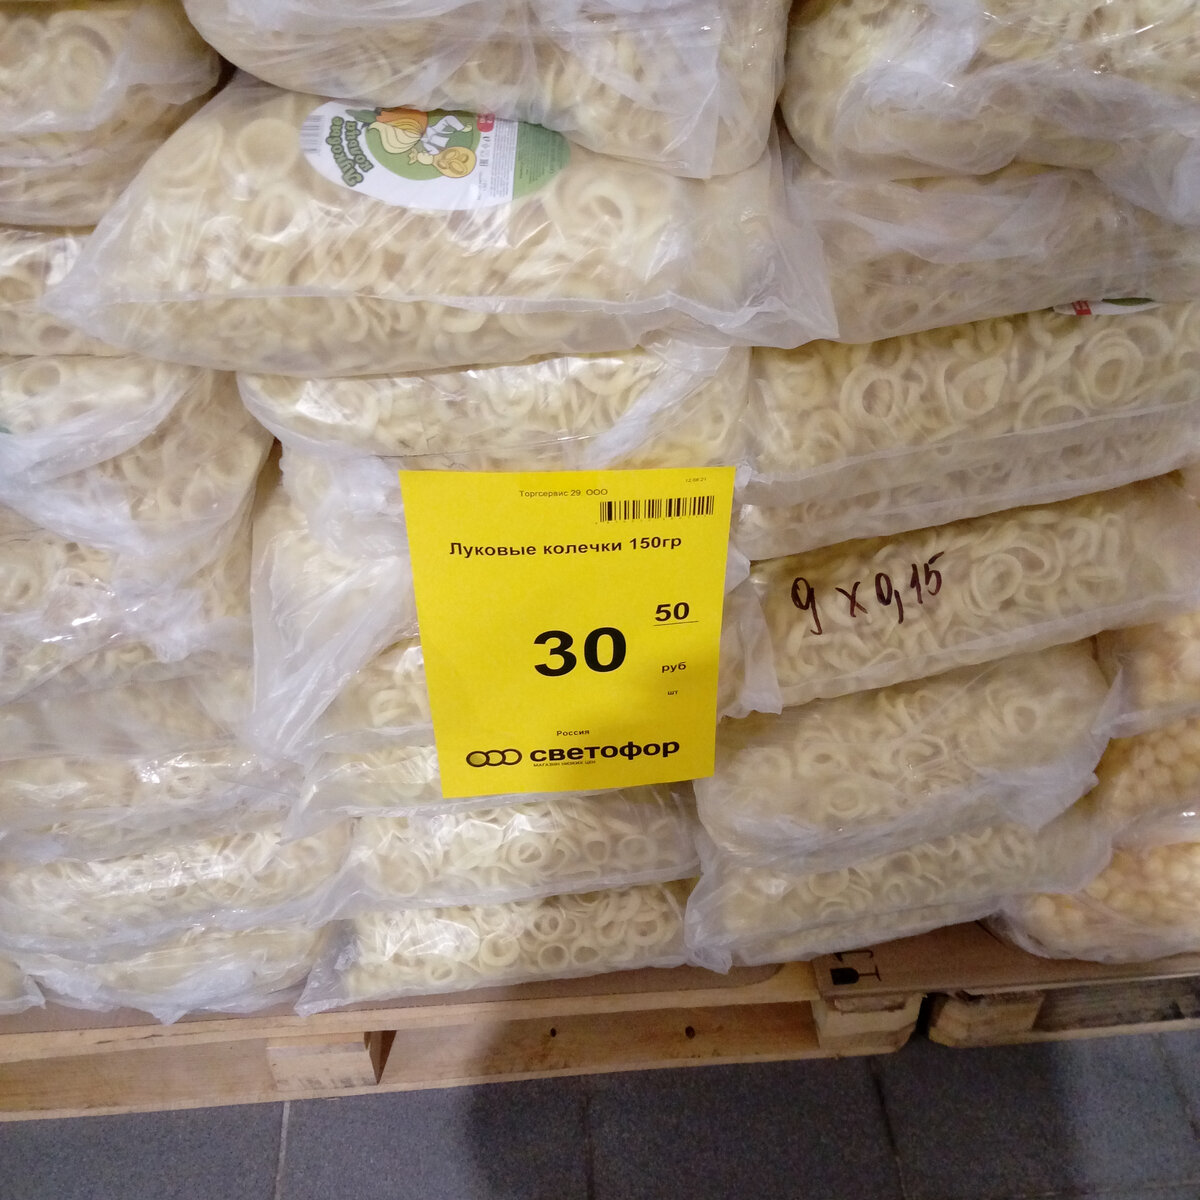 Торгсервис 29 ООО
12.08.21
Луковые колечки 150гр
30
50
руб
шт
Россия
светофор
МАГАЗИН НИЗКИХ ЦЕН
9 x 0,15